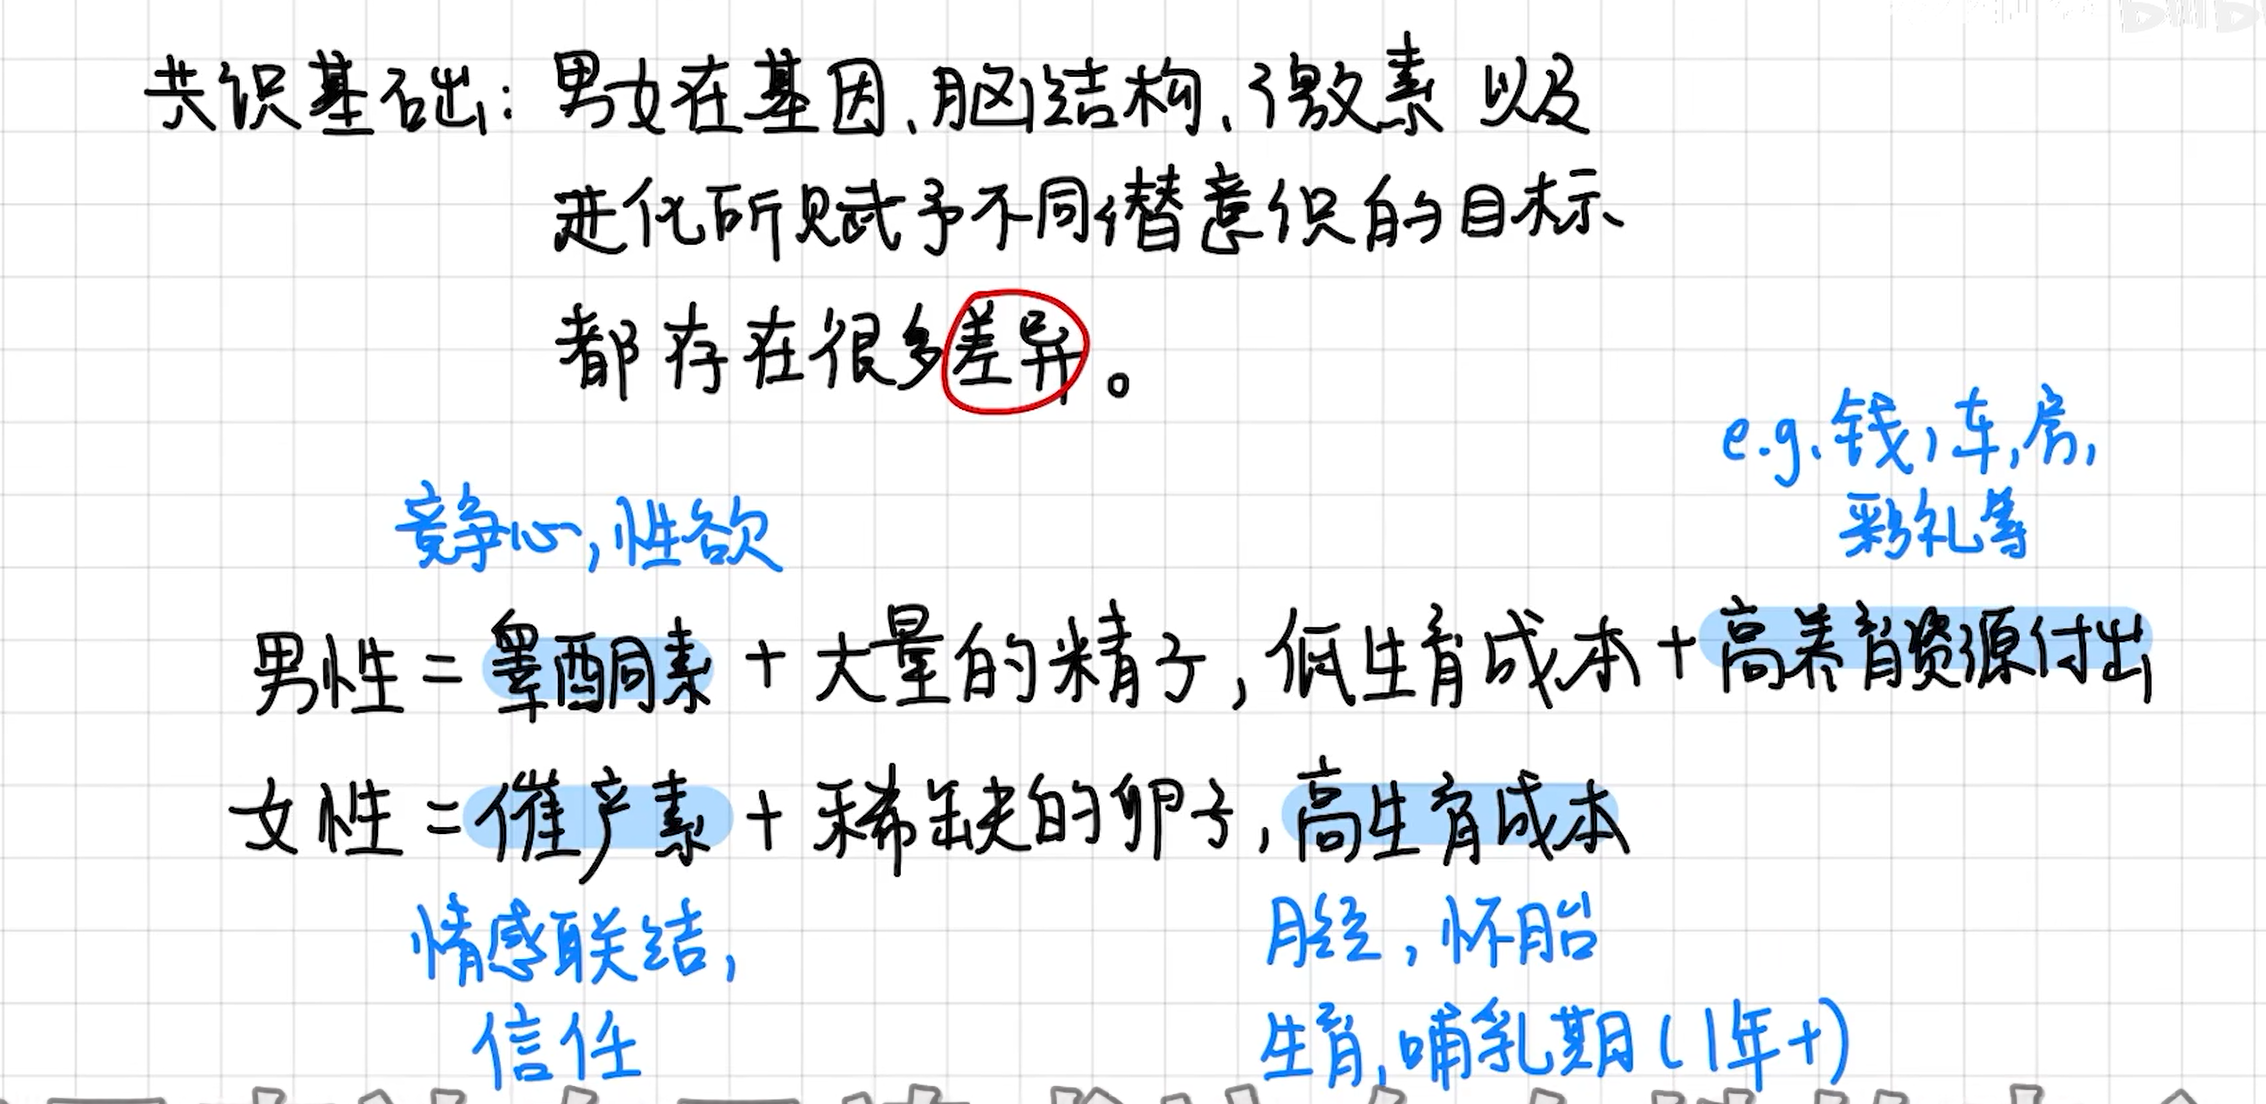 共识基础：男女在基因、脑结构、激素以及
进化所赋予不同潜意识的目标
都存在很多差异。
e.g. 钱，车，房，
彩礼等
竞争心，性欲
男性 = 睾酮素 + 大量的精子，低生育成本 + 高养育资源付出
女性 = 催产素 + 稀缺的卵子，高生育成本
情感联结，
信任
月经，怀胎
生育，哺乳期（1年+）